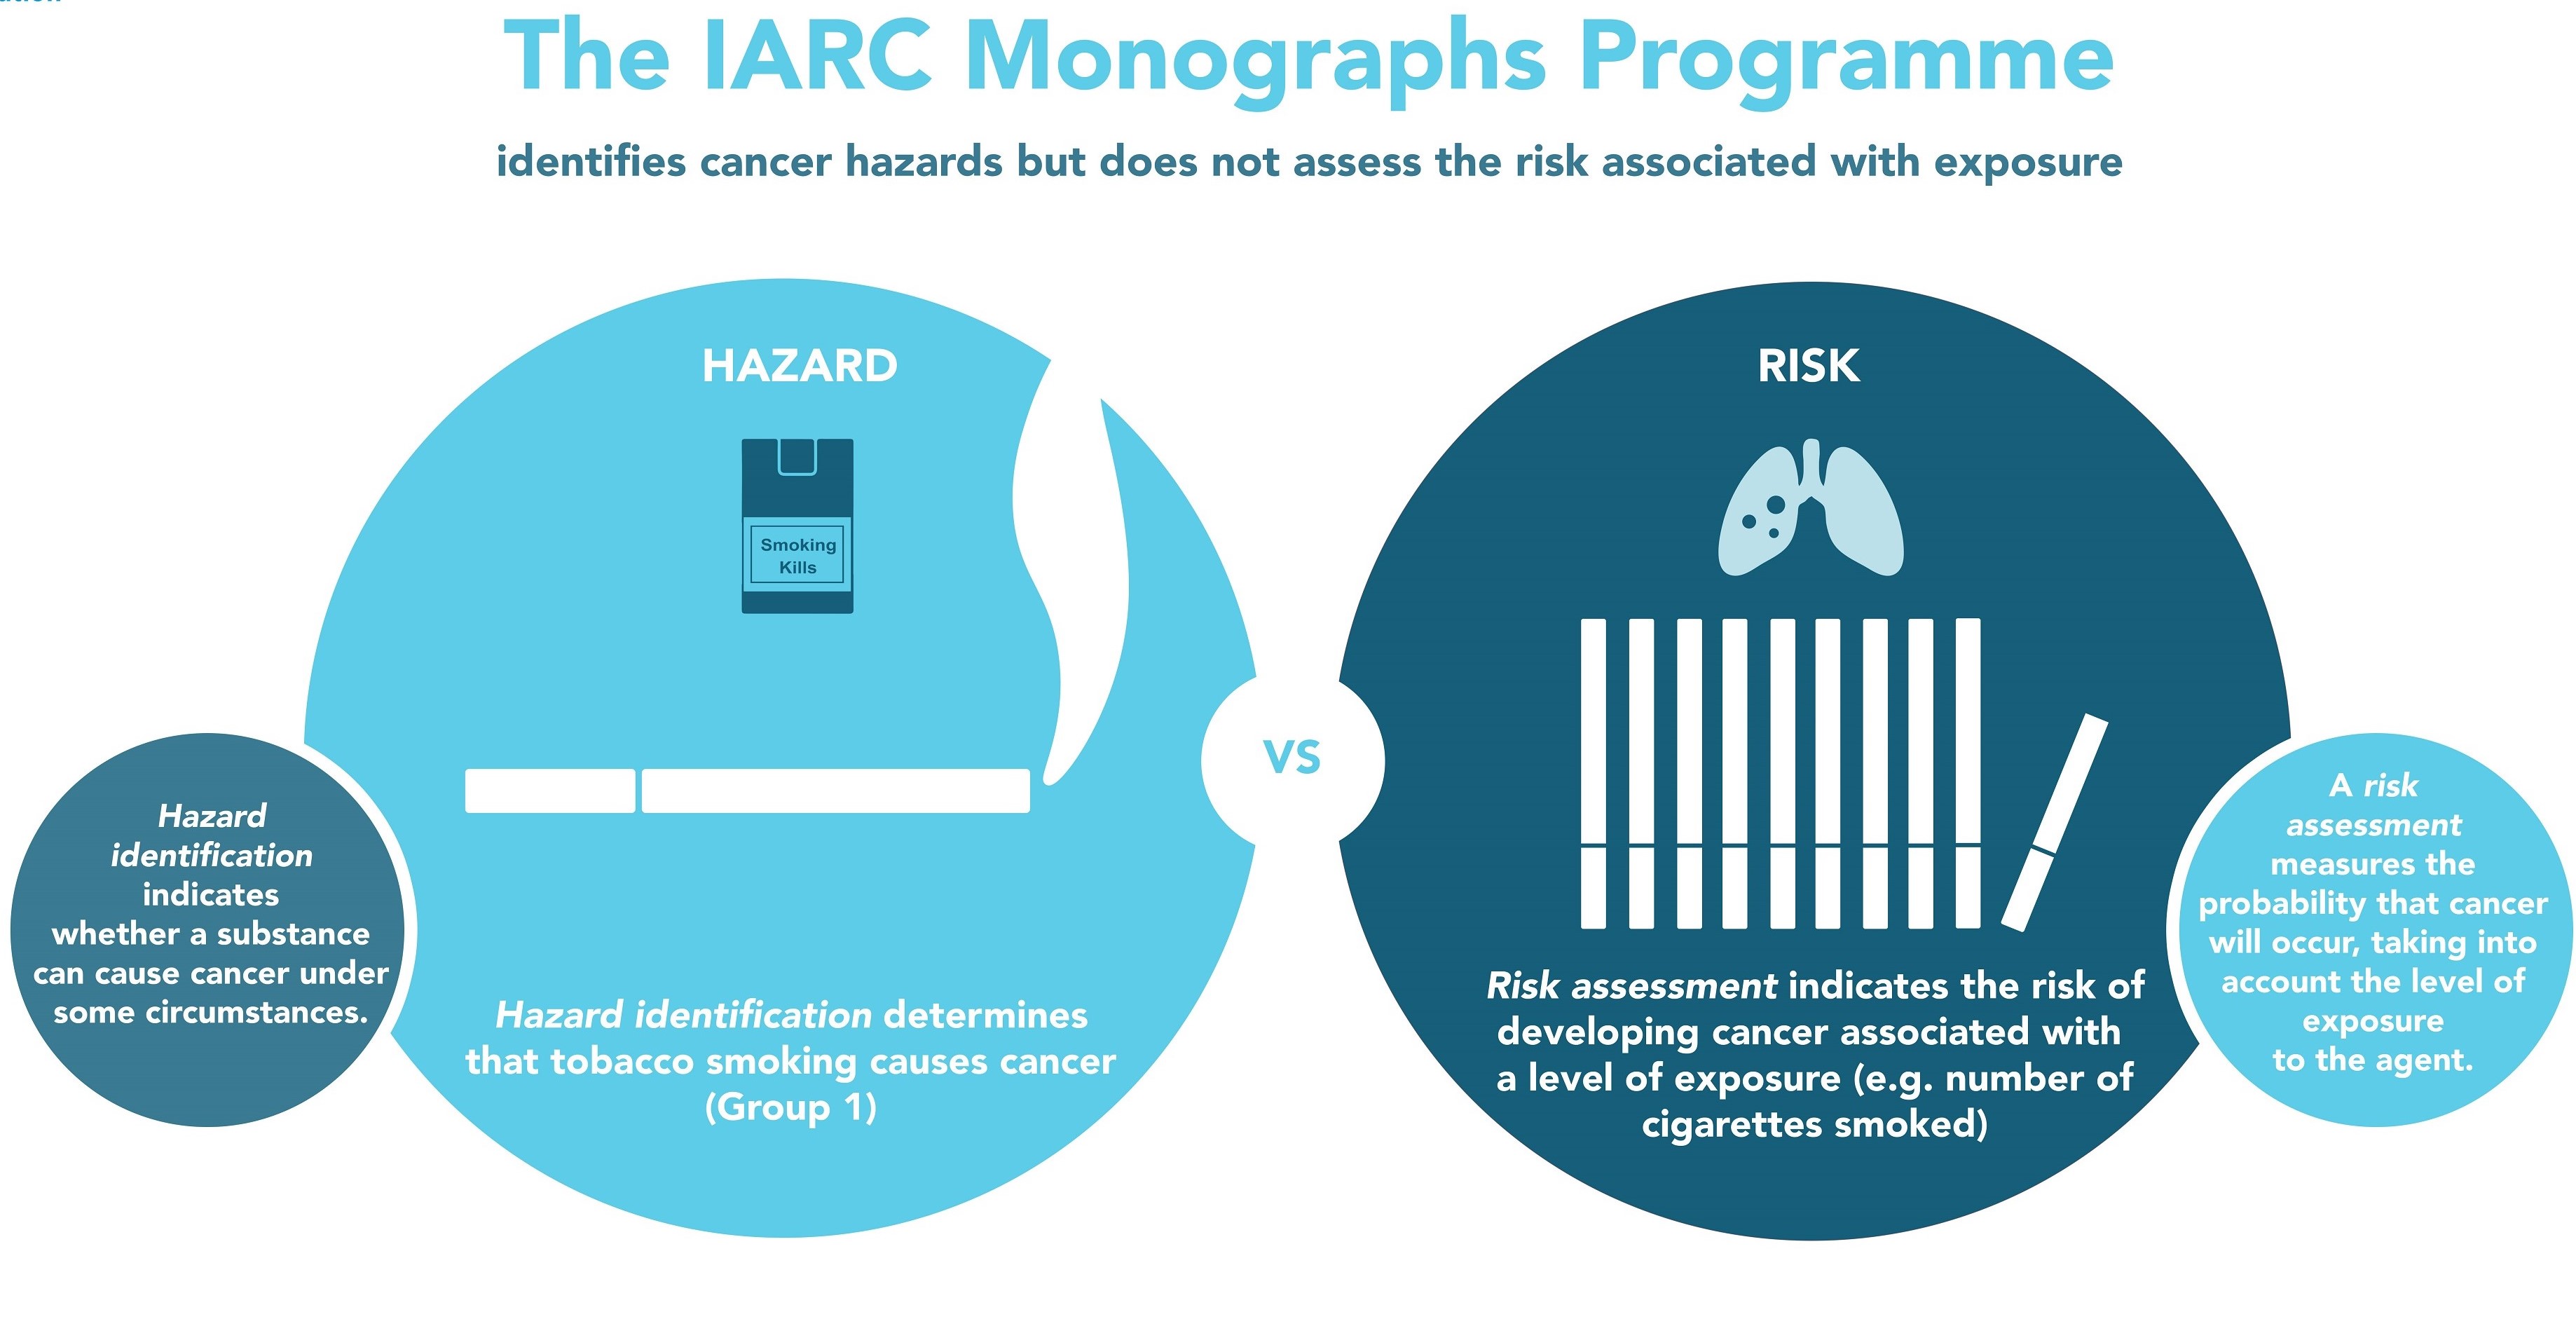 The IARC Monographs Programme
identifies cancer hazards but does not assess the risk associated with exposure
HAZARD
Smoking
Kills
Hazard
identification
indicates
whether a substance
can cause cancer under
some circumstances.
Hazard identification determines
that tobacco smoking causes cancer
(Group 1)
VS
RISK
Risk assessment indicates the risk of
developing cancer associated with
a level of exposure (e.g. number of
cigarettes smoked)
A risk
assessment
measures the
probability that cancer
will occur, taking into
account the level of
exposure
to the agent.